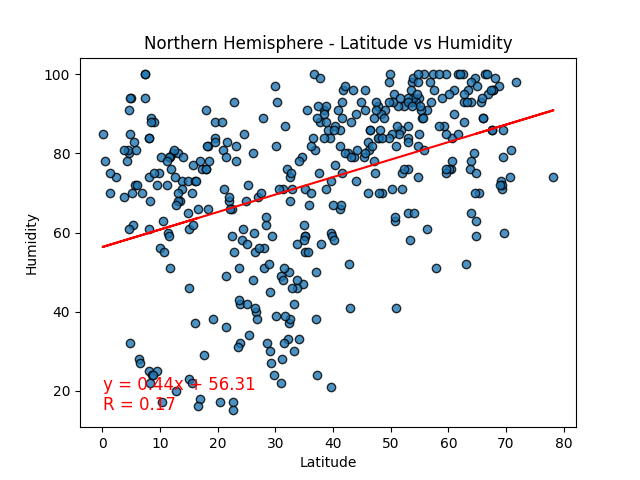 Northern Hemisphere - Latitude vs Humidity
Humidity
100
80
60
40
20
y = 0.44x + 56.31
R = 0.17
0 10 20 30 40 50 60 70 80
Latitude